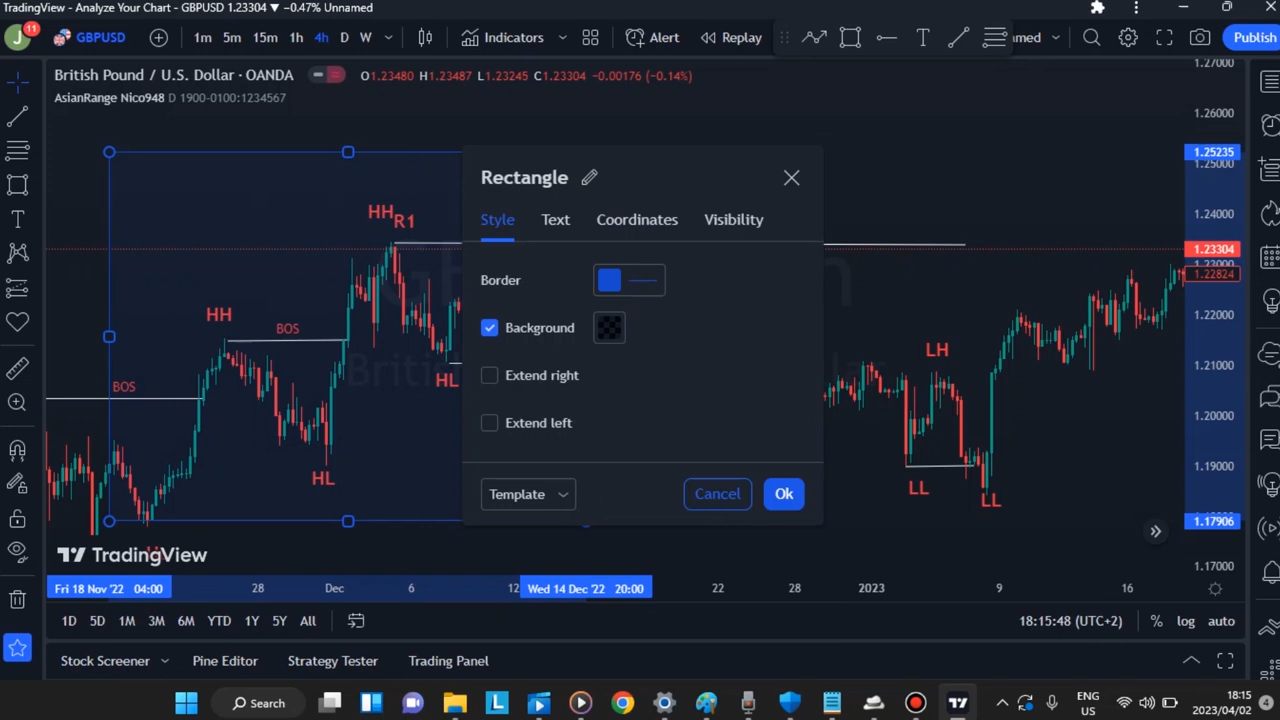 TradingView - Analyze Your Chart - GBPUSD 1.23304 ▼ −0.47% Unnamed
J 11 GBPUSD 1m 5m 15m 1h 4h D W Indicators Alert Replay Publish
British Pound / U.S. Dollar · OANDA O1.23480 H1.23487 L1.23245 C1.23304 −0.00176 (−0.14%)
AsianRange Nico948 D 1900-0100:1234567
1.27000
1.26000
1.25235
1.25000
1.24000
1.23304
1.23000
1.22824
1.22000
1.21000
1.20000
1.19000
1.17906
1.17000
HH
R1
HH
BOS
BOS
HL
HL
LH
LL
LL
Rectangle
Style Text Coordinates Visibility
Border
Background
Extend right
Extend left
Template Cancel Ok
TradingView
Fri 18 Nov '22 04:00 28 Dec 6 12 Wed 14 Dec '22 20:00 22 28 2023 9 16
1D 5D 1M 3M 6M YTD 1Y 5Y All 18:15:48 (UTC+2) % log auto
Stock Screener Pine Editor Strategy Tester Trading Panel
Search
ENG
US
18:15
2023/04/02
4